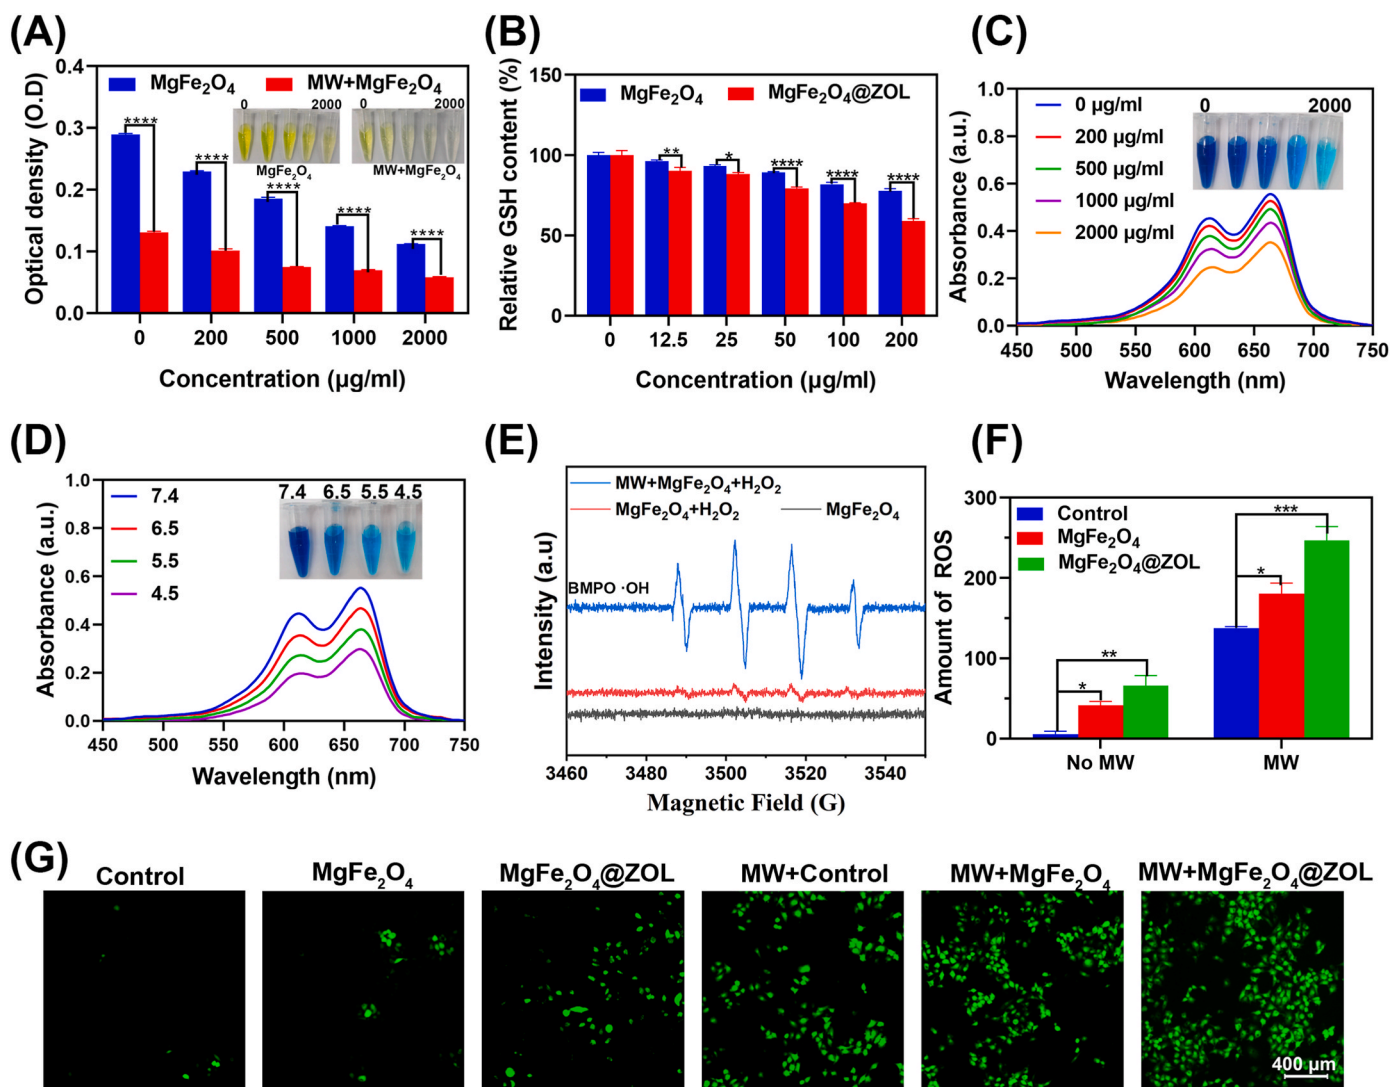 (A)
0.4
0.3
0.2
0.1
0.0
Optical density (O.D)
MgFe₂O₄ MW+MgFe₂O₄
0 2000 0 2000
MgFe₂O₄ MW+MgFe₂O₄
**** **** **** **** ****
0 200 500 1000 2000
Concentration (µg/ml)
(B)
150
100
50
0
Relative GSH content (%)
MgFe₂O₄ MgFe₂O₄@ZOL
** * **** **** ****
0 12.5 25 50 100 200
Concentration (µg/ml)
(C)
1.0
0.8
0.6
0.4
0.2
0.0
Absorbance (a.u.)
0 µg/ml
200 µg/ml
500 µg/ml
1000 µg/ml
2000 µg/ml
0 2000
450 500 550 600 650 700 750
Wavelength (nm)
(D)
1.0
0.8
0.6
0.4
0.2
0.0
Absorbance (a.u.)
7.4
6.5
5.5
4.5
7.4 6.5 5.5 4.5
450 500 550 600 650 700 750
Wavelength (nm)
(E)
Intensity (a.u)
MW+MgFe₂O₄+H₂O₂
MgFe₂O₄+H₂O₂ MgFe₂O₄
BMPO ·OH
3460 3480 3500 3520 3540
Magnetic Field (G)
(F)
300
200
100
0
Amount of ROS
Control
MgFe₂O₄
MgFe₂O₄@ZOL
* ** * ***
No MW MW
(G)
Control MgFe₂O₄ MgFe₂O₄@ZOL MW+Control MW+MgFe₂O₄ MW+MgFe₂O₄@ZOL
400 µm